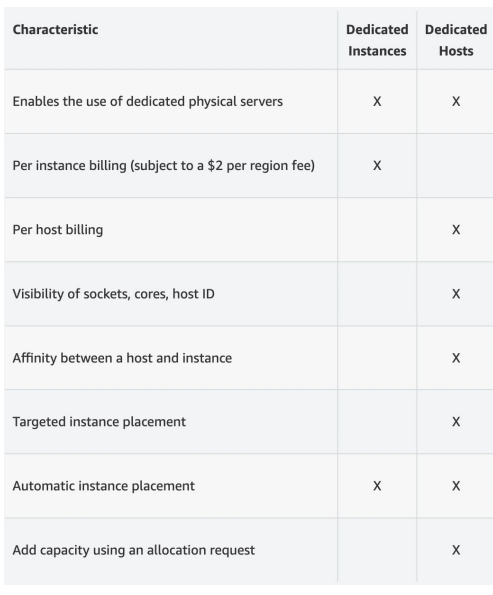 Characteristic Dedicated Instances Dedicated Hosts
Enables the use of dedicated physical servers X X
Per instance billing (subject to a $2 per region fee) X
Per host billing X
Visibility of sockets, cores, host ID X
Affinity between a host and instance X
Targeted instance placement X
Automatic instance placement X X
Add capacity using an allocation request X